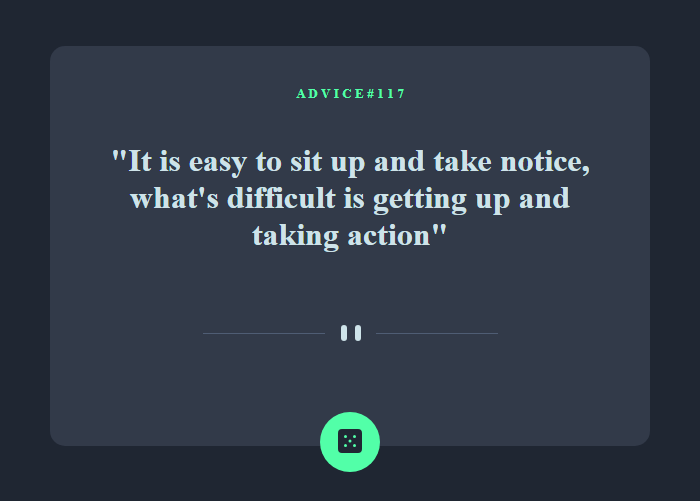 ADVICE#117
"It is easy to sit up and take notice,
what's difficult is getting up and
taking action"